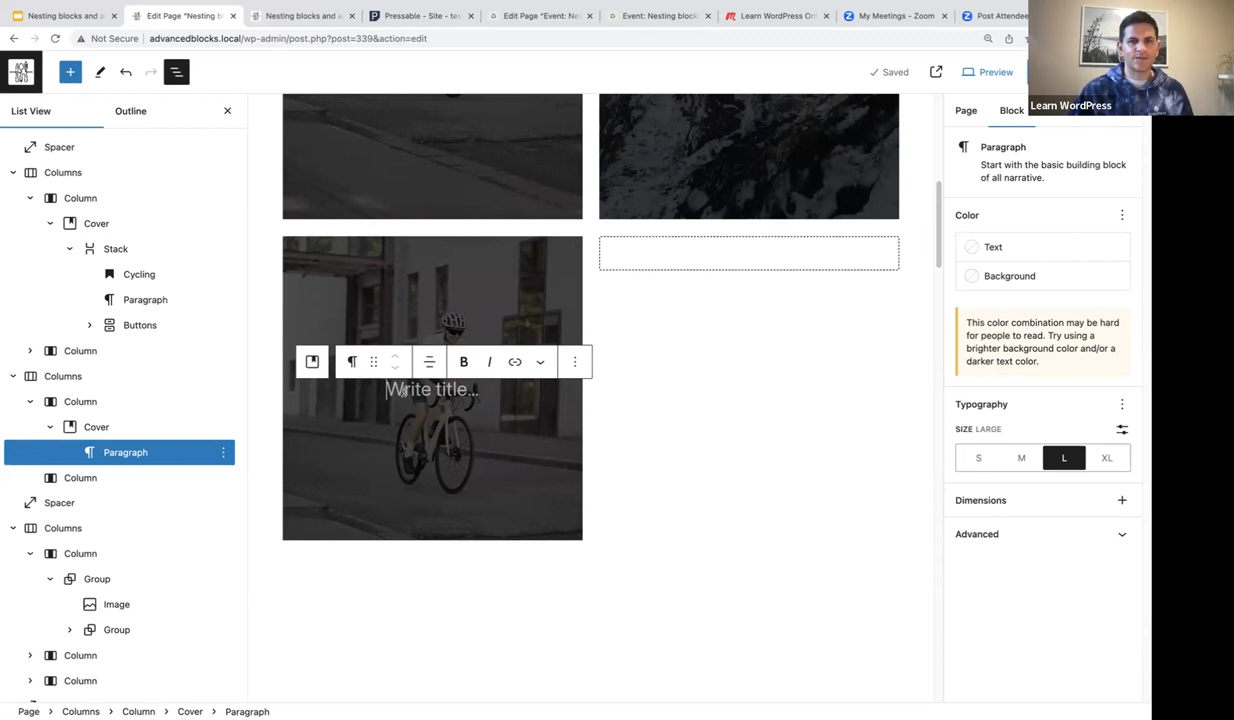 Nesting blocks and a
Edit Page "Nesting b
Nesting blocks and a
Pressable - Site - te
Edit Page "Event: Ne
Event: Nesting block
Learn WordPress On
My Meetings - Zoom
Post Attendee
Not Secure
advancedblocks.local/wp-admin/post.php?post=339&action=edit
Saved
Preview
Learn WordPress
List View
Outline
Page
Block
Spacer
Columns
Column
Cover
Stack
Cycling
Paragraph
Buttons
Column
Columns
Column
Cover
Paragraph
Column
Spacer
Columns
Column
Group
Image
Group
Column
Column
B
I
Write title...
Paragraph
Start with the basic building block
of all narrative.
Color
Text
Background
This color combination may be hard
for people to read. Try using a
brighter background color and/or a
darker text color.
Typography
SIZE LARGE
S M L XL
Dimensions
Advanced
Page > Columns > Column > Cover > Paragraph